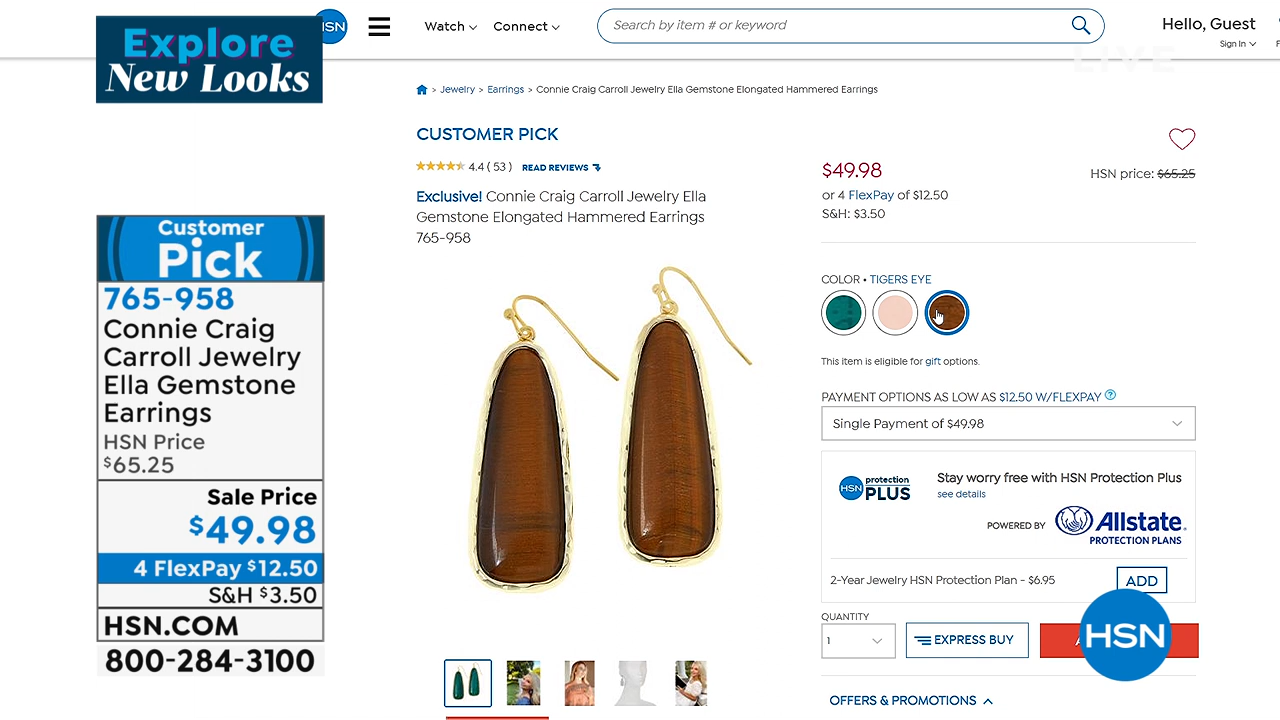 Explore
New Looks
HSN
Watch
Connect
Search by item # or keyword
Hello, Guest
Sign In
LIVE
> Jewelry > Earrings > Connie Craig Carroll Jewelry Ella Gemstone Elongated Hammered Earrings
CUSTOMER PICK
4.4 ( 53 ) READ REVIEWS
Exclusive! Connie Craig Carroll Jewelry Ella
Gemstone Elongated Hammered Earrings
765-958
$49.98
HSN price: $65.25
or 4 FlexPay of $12.50
S&H: $3.50
COLOR • TIGERS EYE
This item is eligible for gift options.
PAYMENT OPTIONS AS LOW AS $12.50 W/FLEXPAY ?
Single Payment of $49.98
HSN protection PLUS
Stay worry free with HSN Protection Plus
see details
POWERED BY Allstate.
PROTECTION PLANS
2-Year Jewelry HSN Protection Plan - $6.95
ADD
QUANTITY
1
EXPRESS BUY
HSN
OFFERS & PROMOTIONS
Customer
Pick
765-958
Connie Craig
Carroll Jewelry
Ella Gemstone
Earrings
HSN Price
$65.25
Sale Price
$49.98
4 FlexPay $12.50
S&H $3.50
HSN.COM
800-284-3100